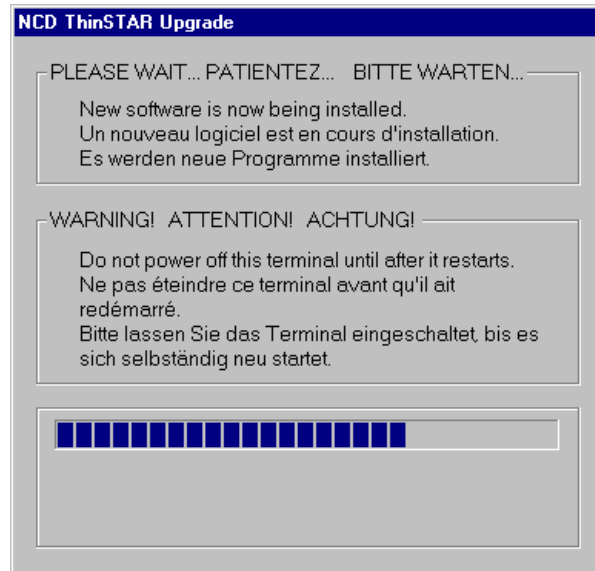 NCD ThinSTAR Upgrade
PLEASE WAIT... PATIENTEZ... BITTE WARTEN...
New software is now being installed.
Un nouveau logiciel est en cours d'installation.
Es werden neue Programme installiert.
WARNING! ATTENTION! ACHTUNG!
Do not power off this terminal until after it restarts.
Ne pas éteindre ce terminal avant qu'il ait
redémarré.
Bitte lassen Sie das Terminal eingeschaltet, bis es
sich selbständig neu startet.